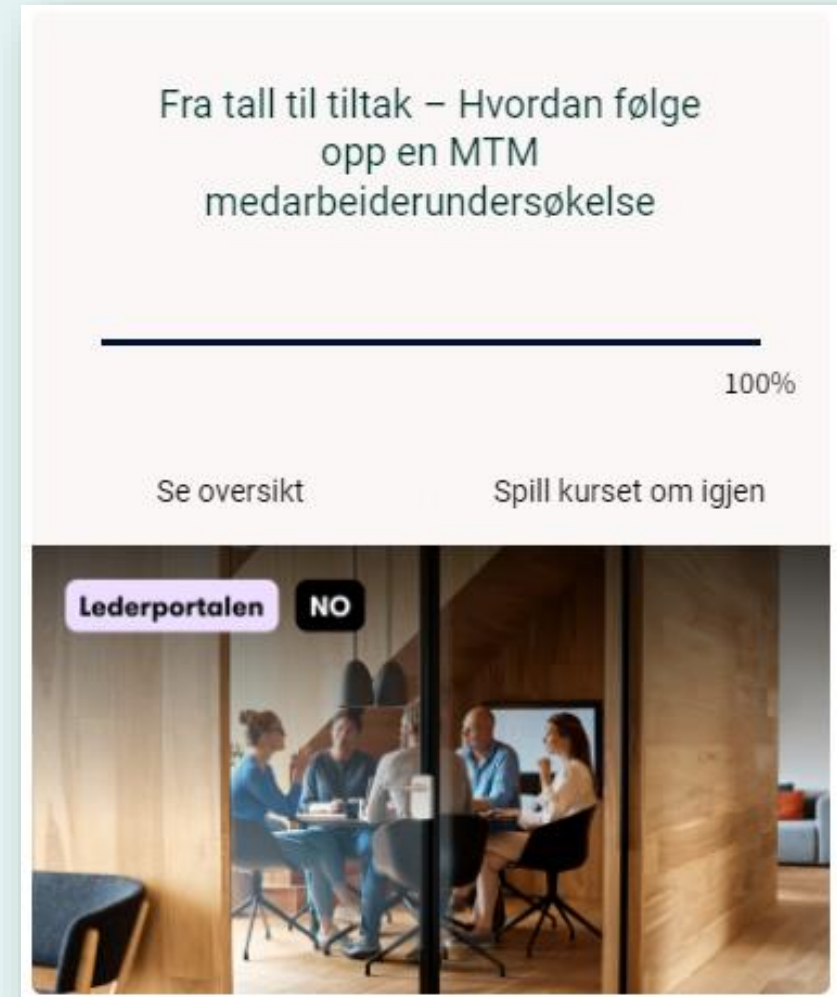 Fra tall til tiltak – Hvordan følge
opp en MTM
medarbeiderundersøkelse
100%
Se oversikt
Spill kurset om igjen
Lederportalen
NO